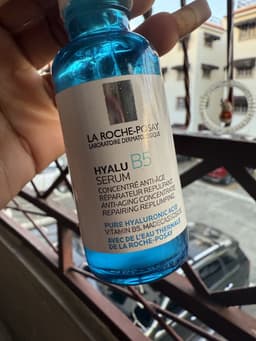 LA ROCHE-POSAY
LABORATOIRE DERMATOLOGIQUE
HYALU B5
SERUM
CONCENTRÉ ANTI-ÂGE
RÉPARATEUR REPULPANT
ANTI-AGING CONCENTRATE
REPAIRING REPLUMPING
PURE HYALURONIC ACID
VITAMIN B5, MADECASSOSIDE
AVEC DE L'EAU THERMALE
DE LA ROCHE-POSAY